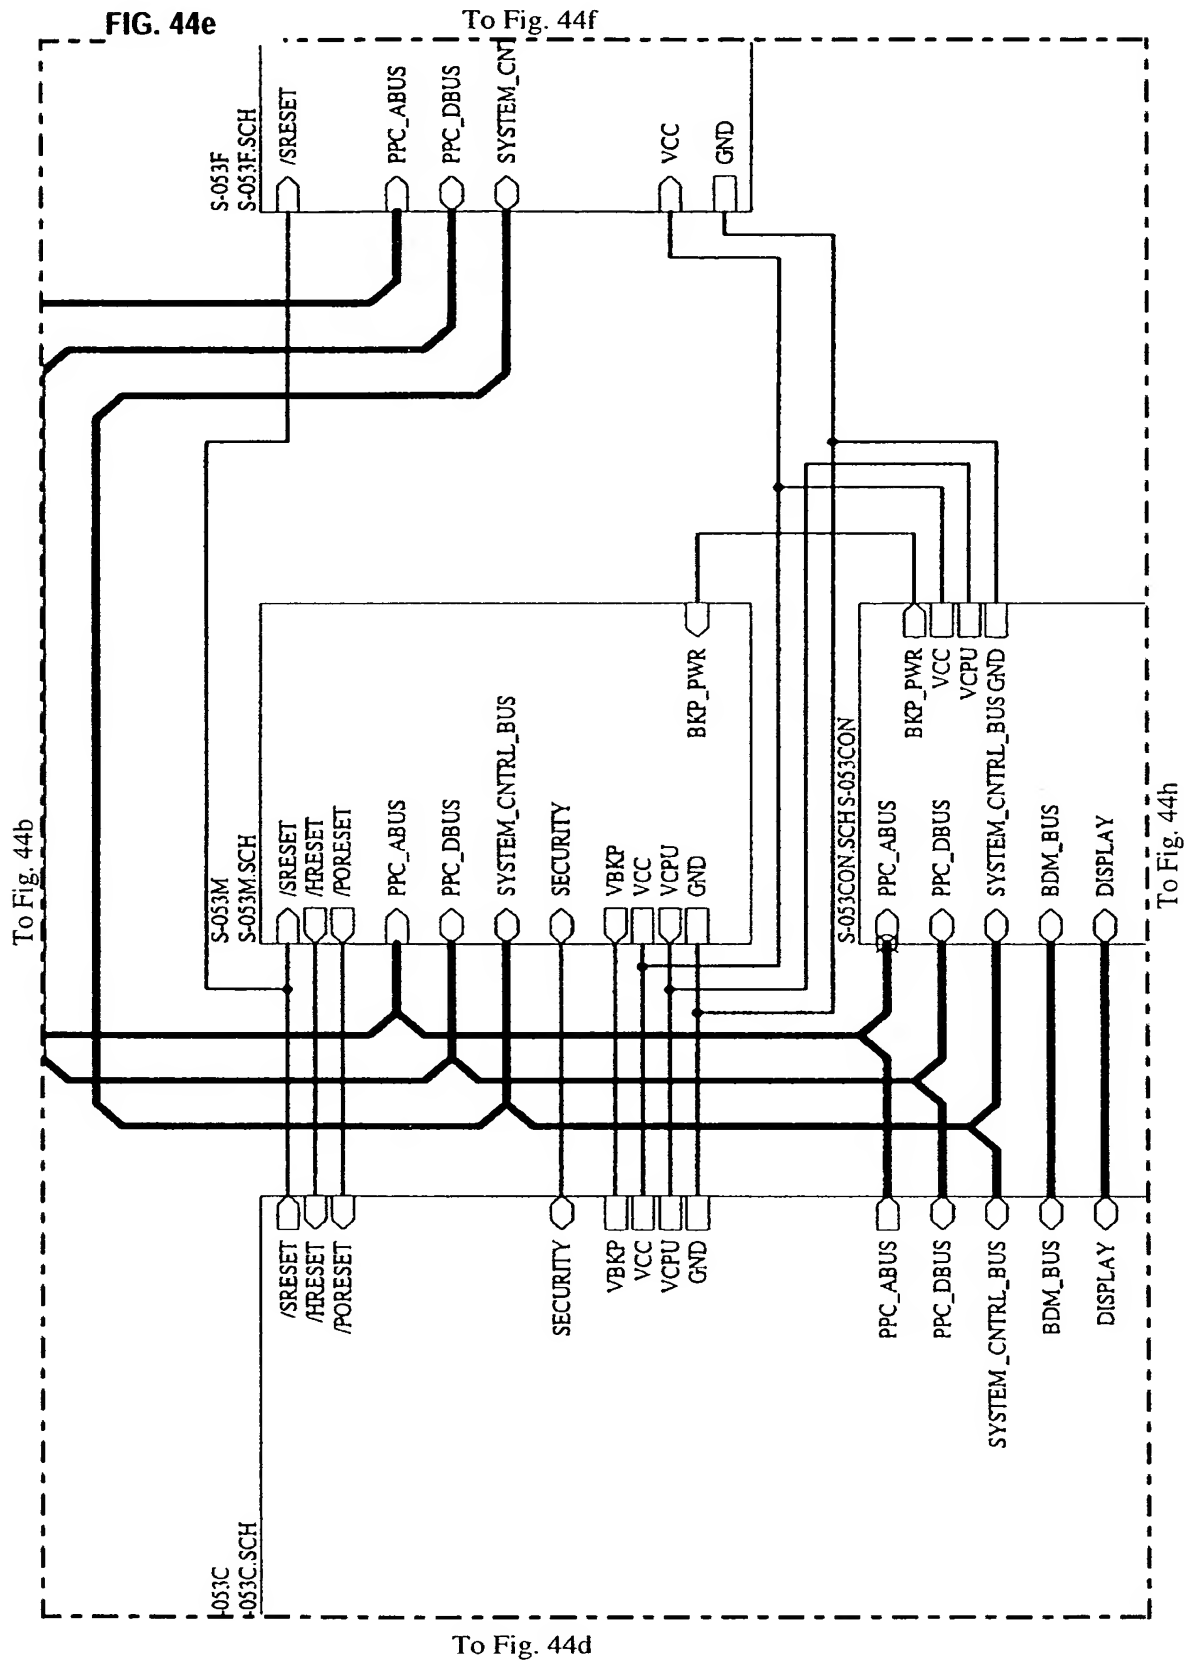 FIG. 44e
To Fig. 44f
To Fig. 44b
S-053F
S-053F.SCH
/SRESET
PPC_ABUS
PPC_DBUS
SYSTEM_CNT
VCC
GND
S-053M
S-053M.SCH
/SRESET
/HRESET
/PORESET
PPC_ABUS
PPC_DBUS
SYSTEM_CNTRL_BUS
SECURITY
VBKP
VCC
VCPU
GND
BKP_PWR
S-053CON.SCH S-053CON
BKP_PWR
VCC
VCPU
GND
PPC_ABUS
PPC_DBUS
SYSTEM_CNTRL_BUS
BDM_BUS
DISPLAY
To Fig. 44h
-053C
-053C.SCH
/SRESET
/HRESET
/PORESET
SECURITY
VBKP
VCC
VCPU
GND
PPC_ABUS
PPC_DBUS
SYSTEM_CNTRL_BUS
BDM_BUS
DISPLAY
To Fig. 44d